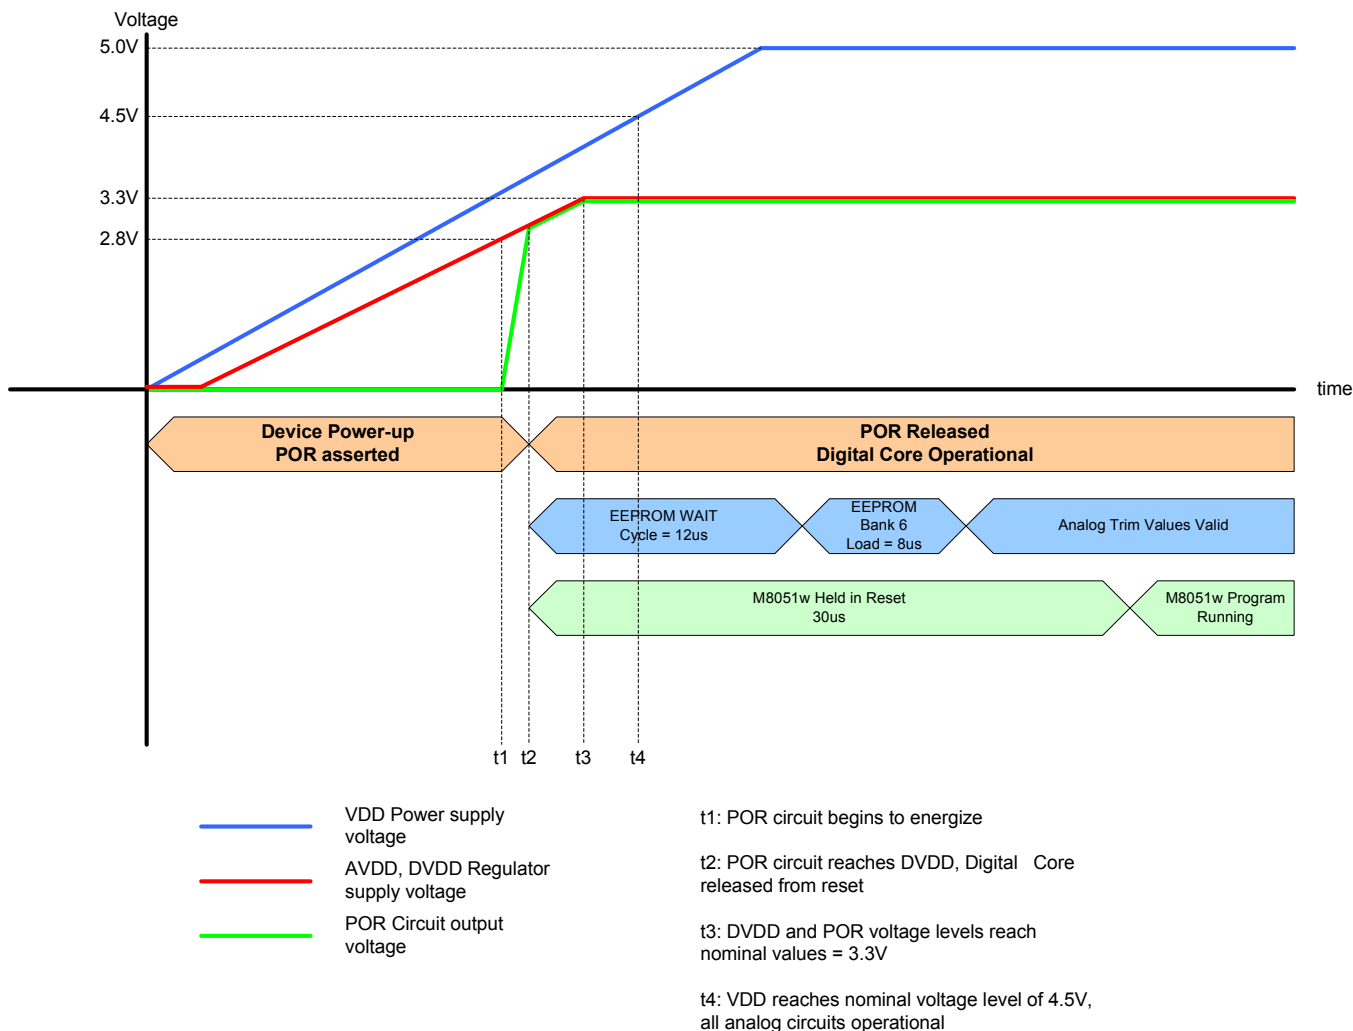 Voltage
5.0V
4.5V
3.3V
2.8V
time
Device Power-up
POR asserted
POR Released
Digital Core Operational
EEPROM WAIT
Cycle = 12us
EEPROM
Bank 6
Load = 8us
Analog Trim Values Valid
M8051w Held in Reset
30us
M8051w Program
Running
t1
t2
t3
t4
VDD Power supply
voltage
AVDD, DVDD Regulator
supply voltage
POR Circuit output
voltage
t1: POR circuit begins to energize
t2: POR circuit reaches DVDD, Digital Core
released from reset
t3: DVDD and POR voltage levels reach
nominal values = 3.3V
t4: VDD reaches nominal voltage level of 4.5V,
all analog circuits operational